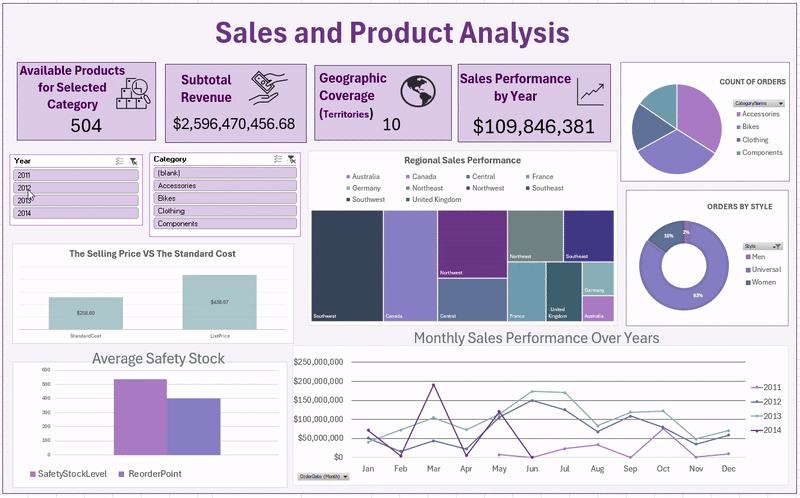 Sales and Product Analysis
Available Products
for Selected
Category
504
Subtotal
Revenue
$2,596,470,456.68
Geographic
Coverage
(Territories)
10
Sales Performance
by Year
$109,846,381
COUNT OF ORDERS
CategoryName
Accessories
Bikes
Clothing
Components
Year
2011
2012
2013
2014
Category
(blank)
Accessories
Bikes
Clothing
Components
Regional Sales Performance
Australia Canada Central France
Germany Northeast Northwest Southeast
Southwest United Kingdom
Southwest
Canada
Northwest
Central
Northeast
Southeast
France
United
Kingdom
Germany
Australia
ORDERS BY STYLE
2%
16%
83%
Style
Men
Universal
Women
The Selling Price VS The Standard Cost
$438.67
StandardCost ListPrice
Average Safety Stock
600
500
400
300
200
100
0
SafetyStockLevel ReorderPoint
Monthly Sales Performance Over Years
$250,000,000
$200,000,000
$150,000,000
$100,000,000
$50,000,000
$0
Jan Feb Mar Apr May Jun Jul Aug Sep Oct Nov Dec
2011
2012
2013
2014
OrderDate (Month)